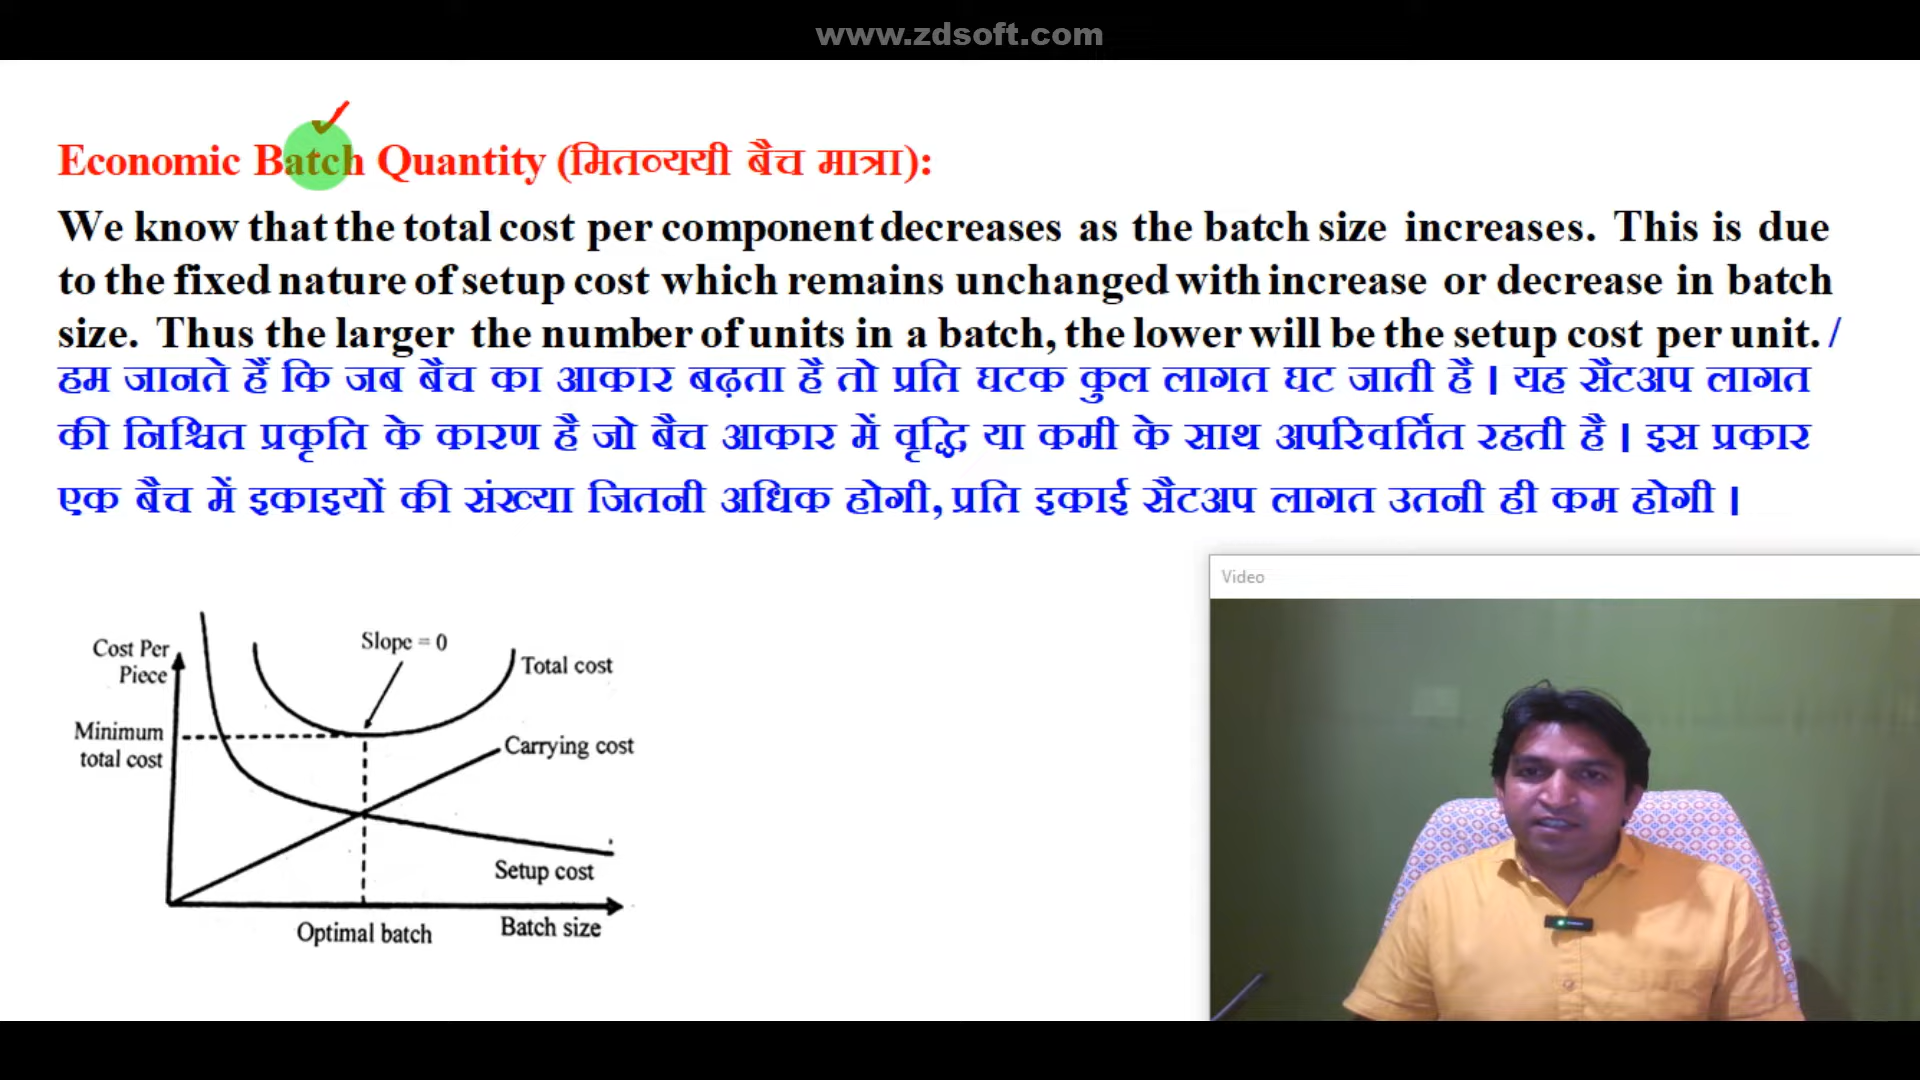 www.zdsoft.com
Economic Batch Quantity (मितव्ययी बैच मात्रा):
We know that the total cost per component decreases as the batch size increases. This is due
to the fixed nature of setup cost which remains unchanged with increase or decrease in batch
size. Thus the larger the number of units in a batch, the lower will be the setup cost per unit. /
हम जानते हैं कि जब बैच का आकार बढ़ता है तो प्रति घटक कुल लागत घट जाती है । यह सैटअप लागत
की निश्चित प्रकृति के कारण है जो बैच आकार में वृद्धि या कमी के साथ अपरिवर्तित रहती है । इस प्रकार
एक बैच में इकाइयों की संख्या जितनी अधिक होगी, प्रति इकाई सैटअप लागत उतनी ही कम होगी ।
Video
Cost Per
Piece
Slope = 0
Total cost
Minimum
total cost
Carrying cost
Setup cost
Optimal batch
Batch size